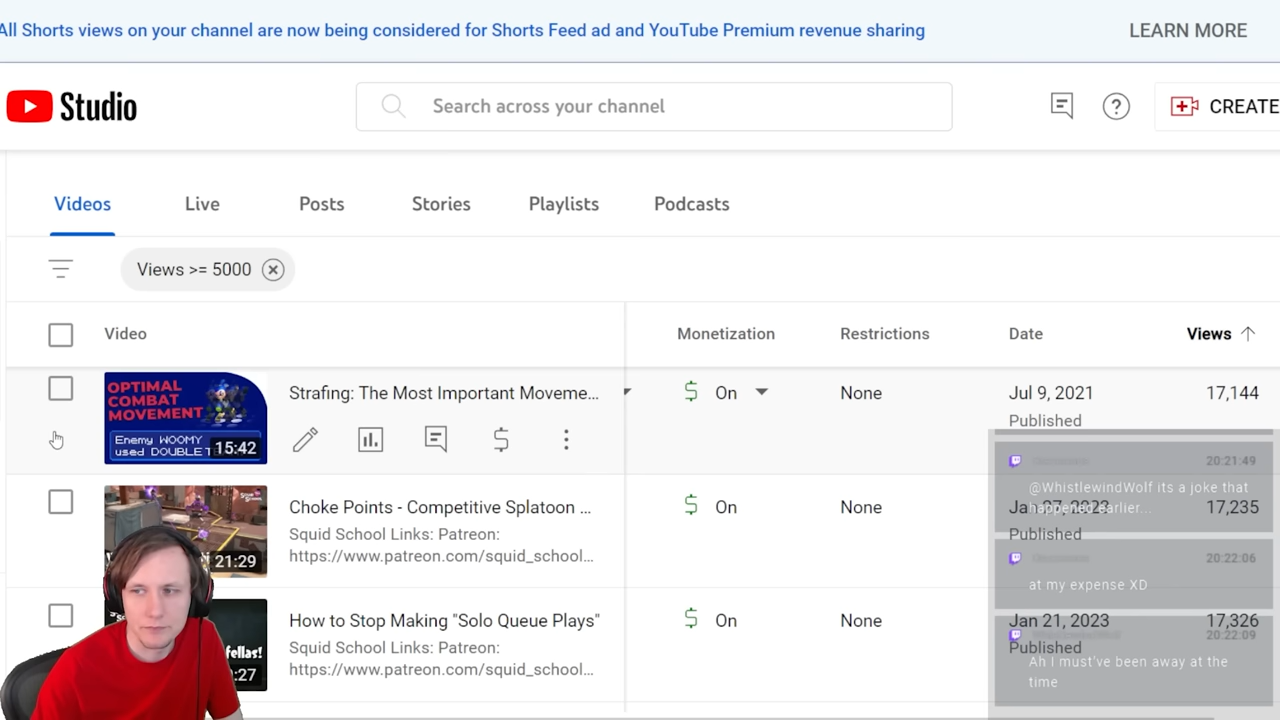 All Shorts views on your channel are now being considered for Shorts Feed ad and YouTube Premium revenue sharing
LEARN MORE
Studio
Search across your channel
CREATE
Videos
Live
Posts
Stories
Playlists
Podcasts
Views >= 5000
Video
Monetization
Restrictions
Date
Views
OPTIMAL
COMBAT
MOVEMENT
Enemy WOOMY
used DOUBLE T
15:42
Strafing: The Most Important Moveme...
On
None
Jul 9, 2021
Published
17,144
21:29
Choke Points - Competitive Splatoon ...
Squid School Links: Patreon:
https://www.patreon.com/squid_school...
On
None
2023
Published
17,235
fellas!
:27
How to Stop Making "Solo Queue Plays"
Squid School Links: Patreon:
https://www.patreon.com/squid_school...
On
None
Jan 21, 2023
Published
17,326
20:21:49
@WhistlewindWolf its a joke that
happened earlier...
20:22:06
at my expense XD
20:22:09
Ah I must've been away at the
time